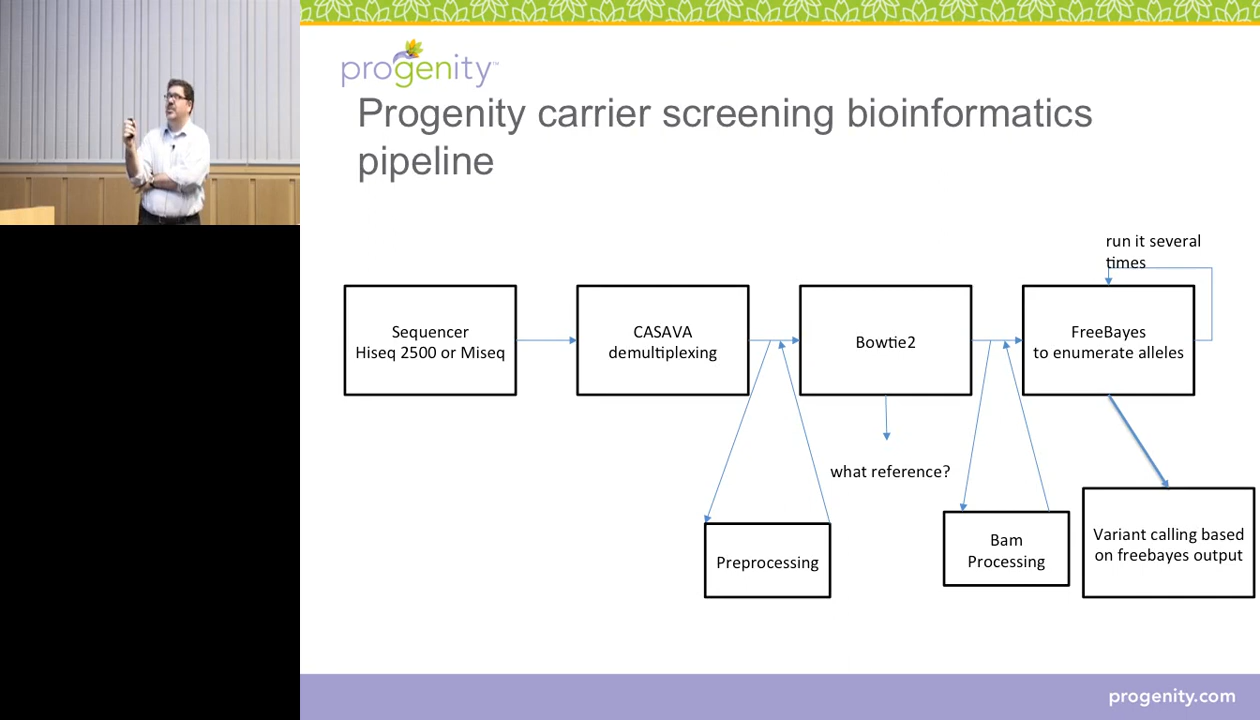 progenity™
Progenity carrier screening bioinformatics
pipeline
run it several
times
Sequencer
Hiseq 2500 or Miseq
CASAVA
demultiplexing
Bowtie2
FreeBayes
to enumerate alleles
what reference?
Preprocessing
Bam
Processing
Variant calling based
on freebayes output
progenity.com